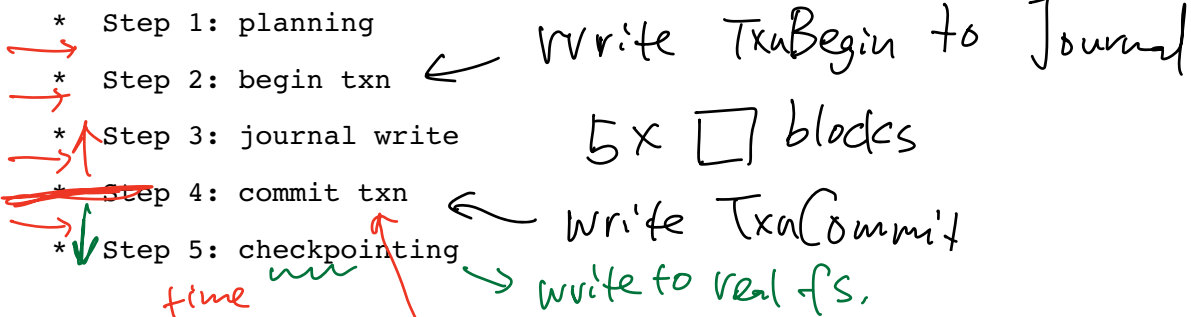 * Step 1: planning
write TxnBegin to Journal
* Step 2: begin txn
* Step 3: journal write
5x blocks
* Step 4: commit txn
write TxnCommit
* Step 5: checkpointing
time
write to real fs.